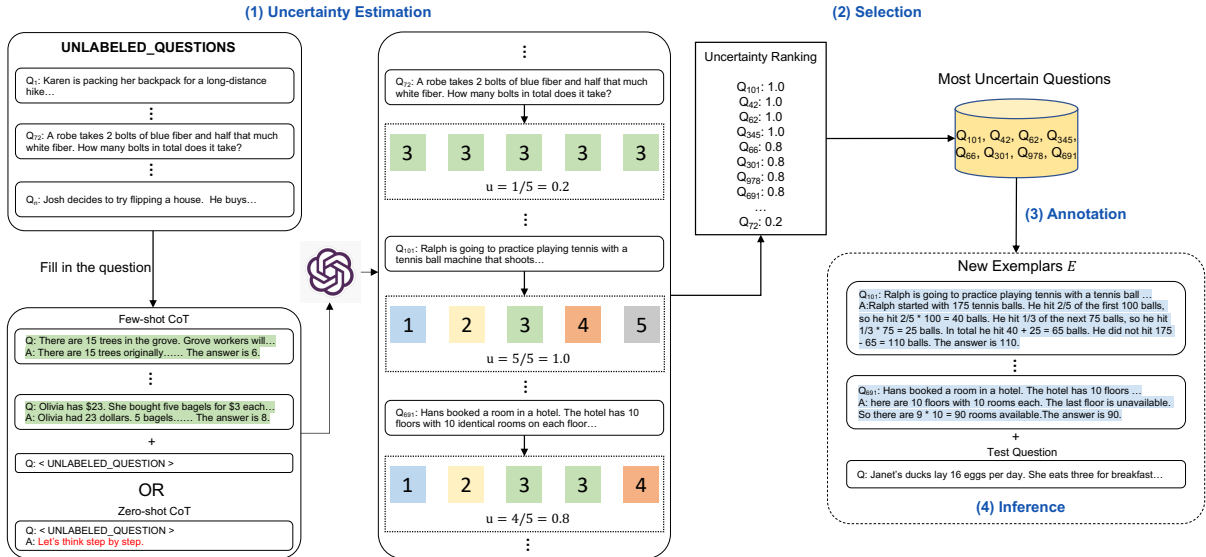 (1) Uncertainty Estimation
UNLABELED_QUESTIONS
Q1: Karen is packing her backpack for a long-distance
hike…
Q72: A robe takes 2 bolts of blue fiber and half that much
white fiber. How many bolts in total does it take?
Qn: Josh decides to try flipping a house. He buys…
Fill in the question
Few-shot CoT
Q: There are 15 trees in the grove. Grove workers will…
A: There are 15 trees originally…… The answer is 6.
Q: Olivia has $23. She bought five bagels for $3 each…
A: Olivia had 23 dollars. 5 bagels…… The answer is 8.
+
Q: < UNLABELED_QUESTION >
OR
Zero-shot CoT
Q: < UNLABELED_QUESTION >
A: Let's think step by step.
Q72: A robe takes 2 bolts of blue fiber and half that much
white fiber. How many bolts in total does it take?
3 3 3 3 3
u = 1/5 = 0.2
Q101: Ralph is going to practice playing tennis with a
tennis ball machine that shoots…
1 2 3 4 5
u = 5/5 = 1.0
Q691: Hans booked a room in a hotel. The hotel has 10
floors with 10 identical rooms on each floor…
1 2 3 3 4
u = 4/5 = 0.8
(2) Selection
Uncertainty Ranking
Q101: 1.0
Q42: 1.0
Q62: 1.0
Q345: 1.0
Q66: 0.8
Q301: 0.8
Q978: 0.8
Q691: 0.8
…
Q72: 0.2
Most Uncertain Questions
Q101, Q42, Q62, Q345,
Q66, Q301, Q978, Q691
(3) Annotation
New Exemplars E
Q101: Ralph is going to practice playing tennis with a tennis ball …
A:Ralph started with 175 tennis balls. He hit 2/5 of the first 100 balls,
so he hit 2/5 * 100 = 40 balls. He hit 1/3 of the next 75 balls, so he hit
1/3 * 75 = 25 balls. In total he hit 40 + 25 = 65 balls. He did not hit 175
- 65 = 110 balls. The answer is 110.
Q691: Hans booked a room in a hotel. The hotel has 10 floors …
A: here are 10 floors with 10 rooms each. The last floor is unavailable.
So there are 9 * 10 = 90 rooms available.The answer is 90.
+
Test Question
Q: Janet's ducks lay 16 eggs per day. She eats three for breakfast…
(4) Inference